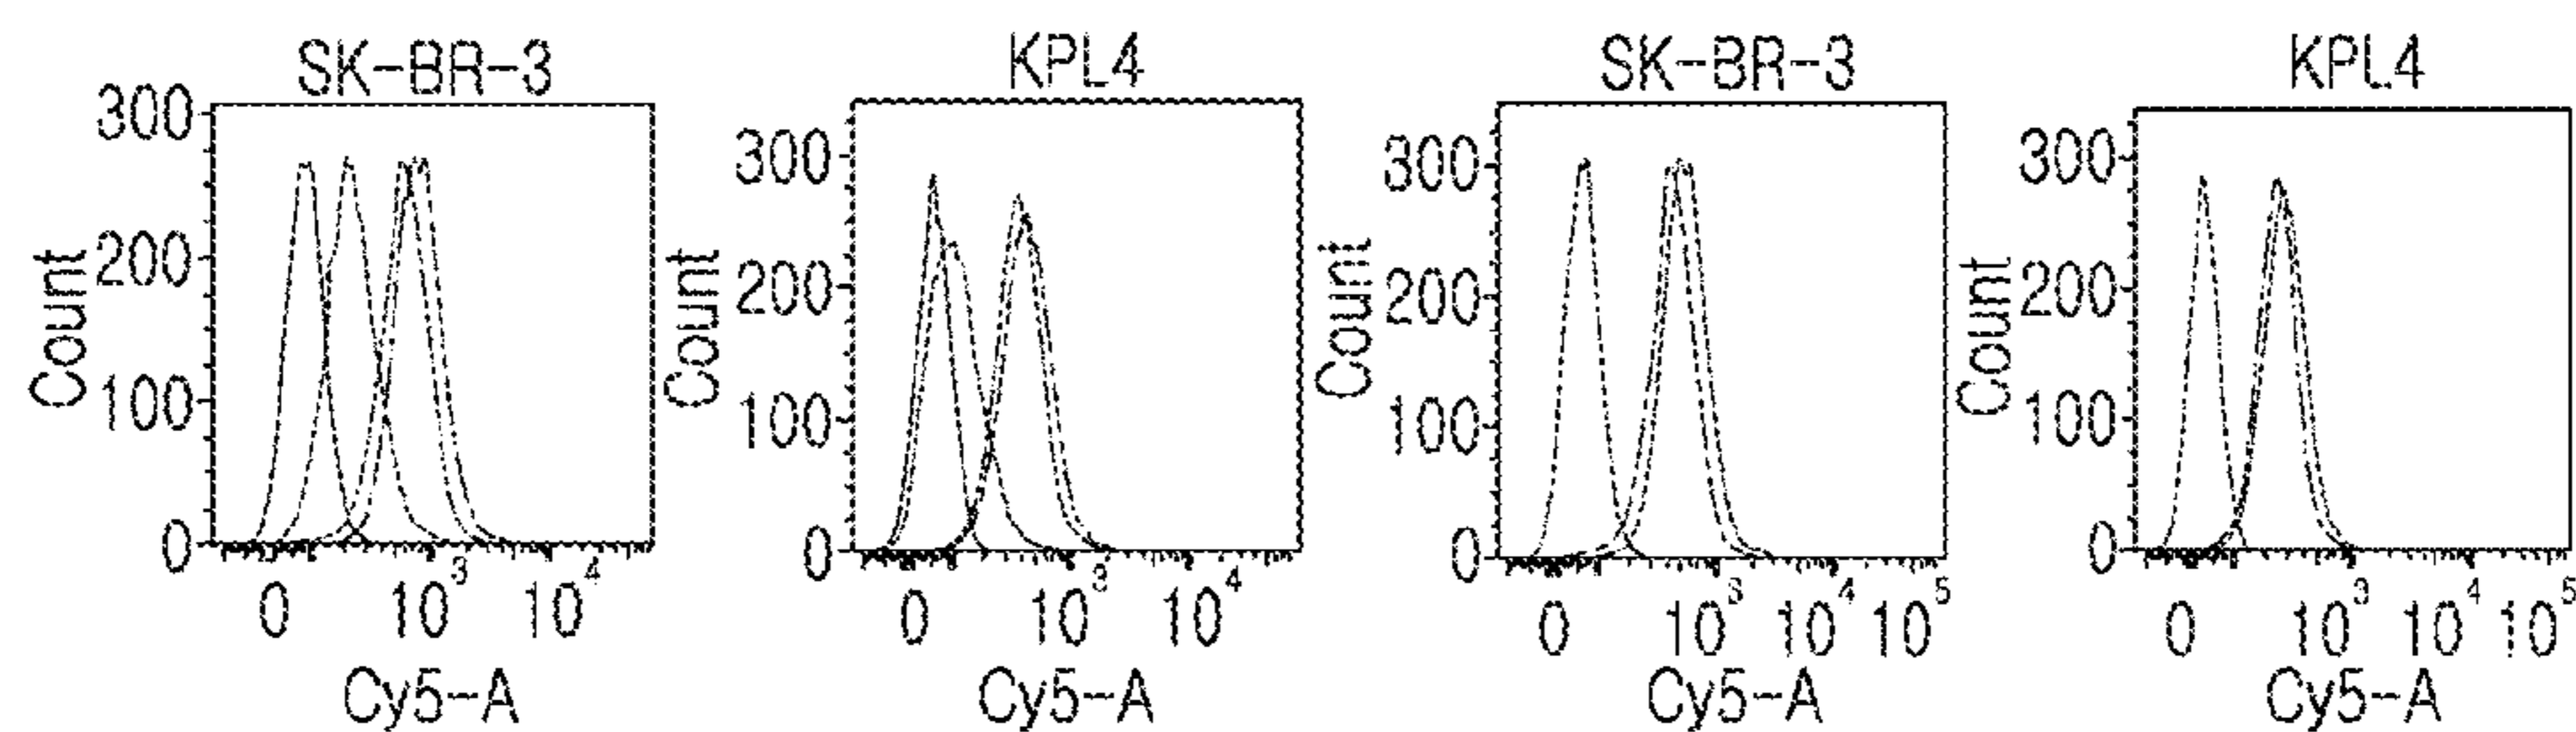 SK-BR-3 KPL4 SK-BR-3 KPL4
300 300 300 300
200 200 200 200
100 100 100 100
0 0 0 0
Count Count Count Count
0 10³ 10⁴ 0 10³ 10⁴ 0 10³ 10⁴ 10⁵ 0 10³ 10⁴ 10⁵
Cy5-A Cy5-A Cy5-A Cy5-A